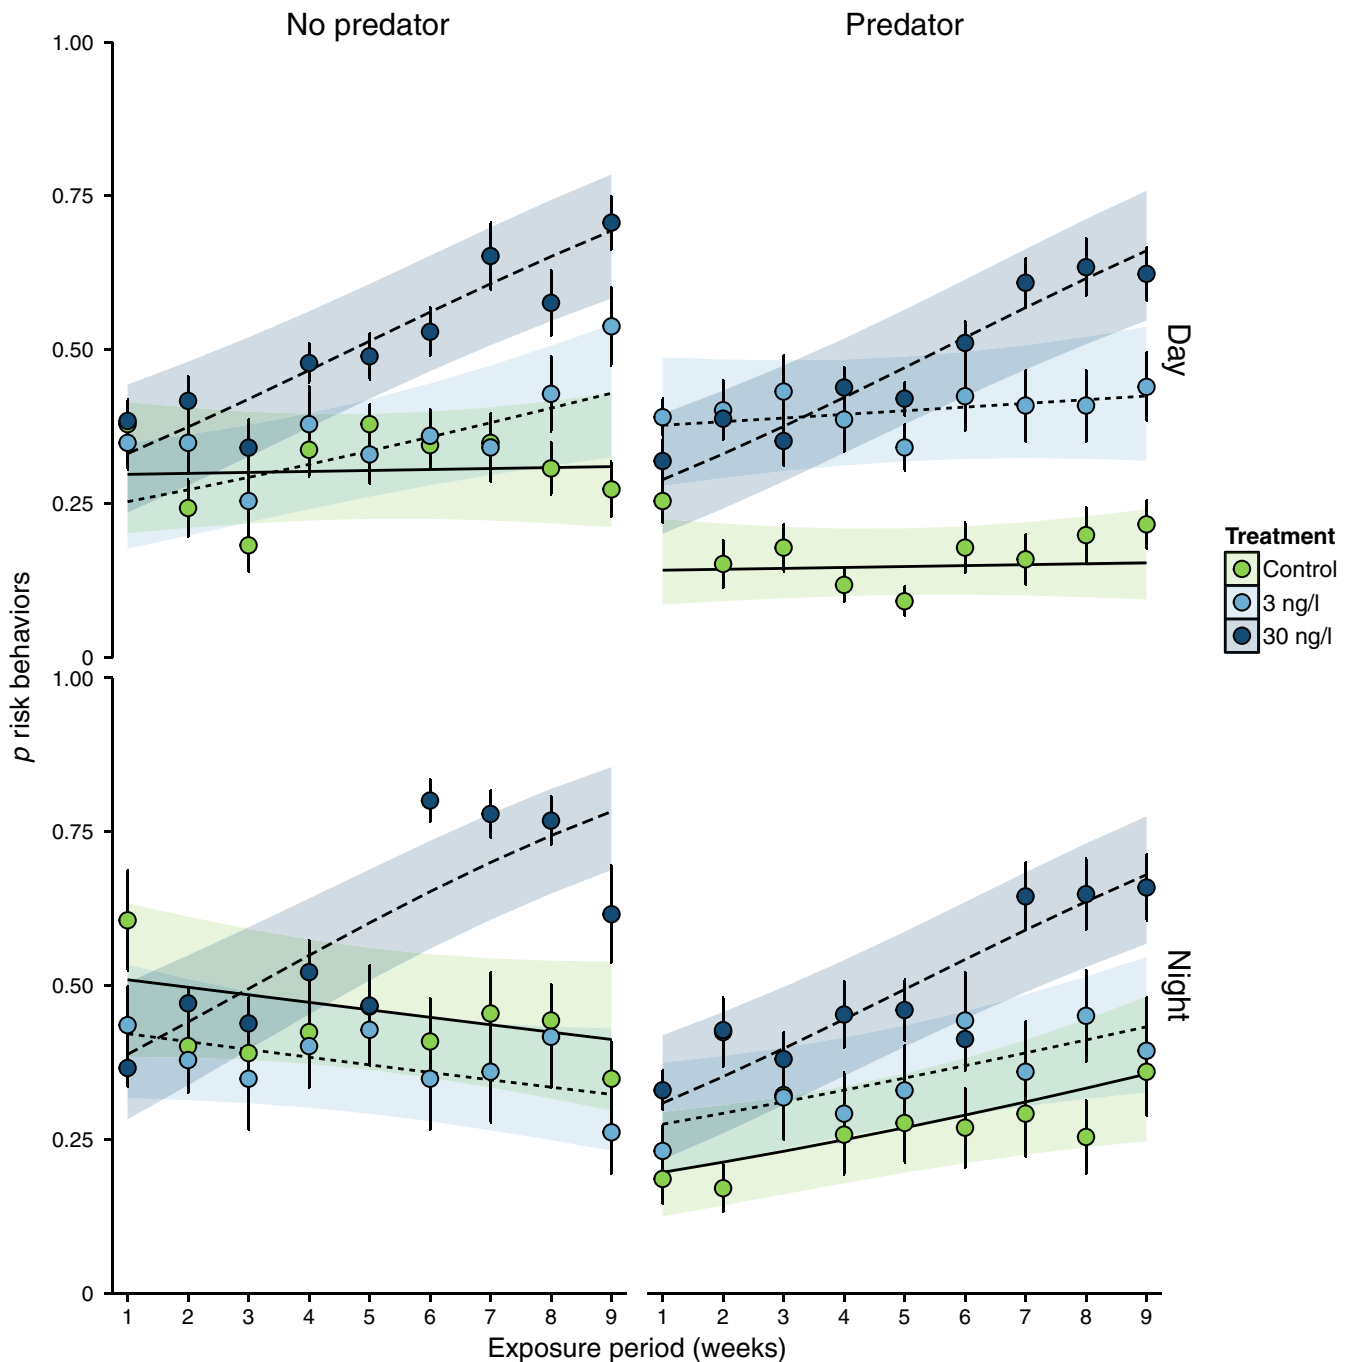 No predator
Predator
1.00
0.75
0.50
0.25
0
Day
1.00
0.75
0.50
0.25
0
Night
p risk behaviors
1 2 3 4 5 6 7 8 9
1 2 3 4 5 6 7 8 9
Exposure period (weeks)
Treatment
Control
3 ng/l
30 ng/l